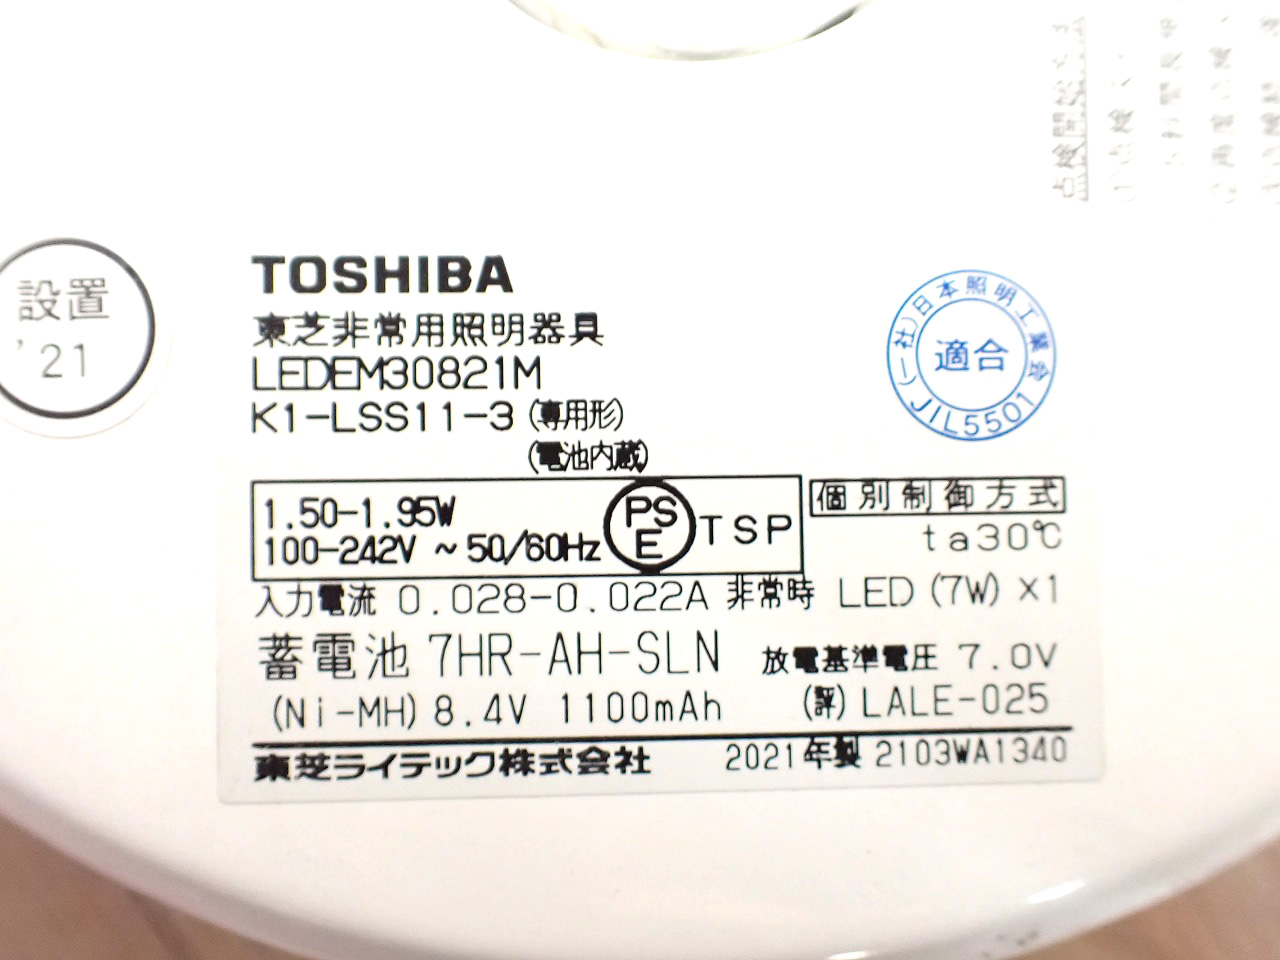 設置
'21
TOSHIBA
東芝非常用照明器具
LEDEM30821M
K1-LSS11-3 (専用形)
(電池内蔵)
(一社)日本照明工業会
適合
JIL5501
1.50-1.95W
100-242V ~ 50/60Hz
PS
E
TSP
個別制御方式
ta30℃
入力電流 0.028-0.022A 非常時 LED (7W) ×1
蓄電池 7HR-AH-SLN 放電基準電圧 7.0V
(Ni-MH) 8.4V 1100mAh (評) LALE-025
東芝ライテック株式会社 2021年製 2103WA1340